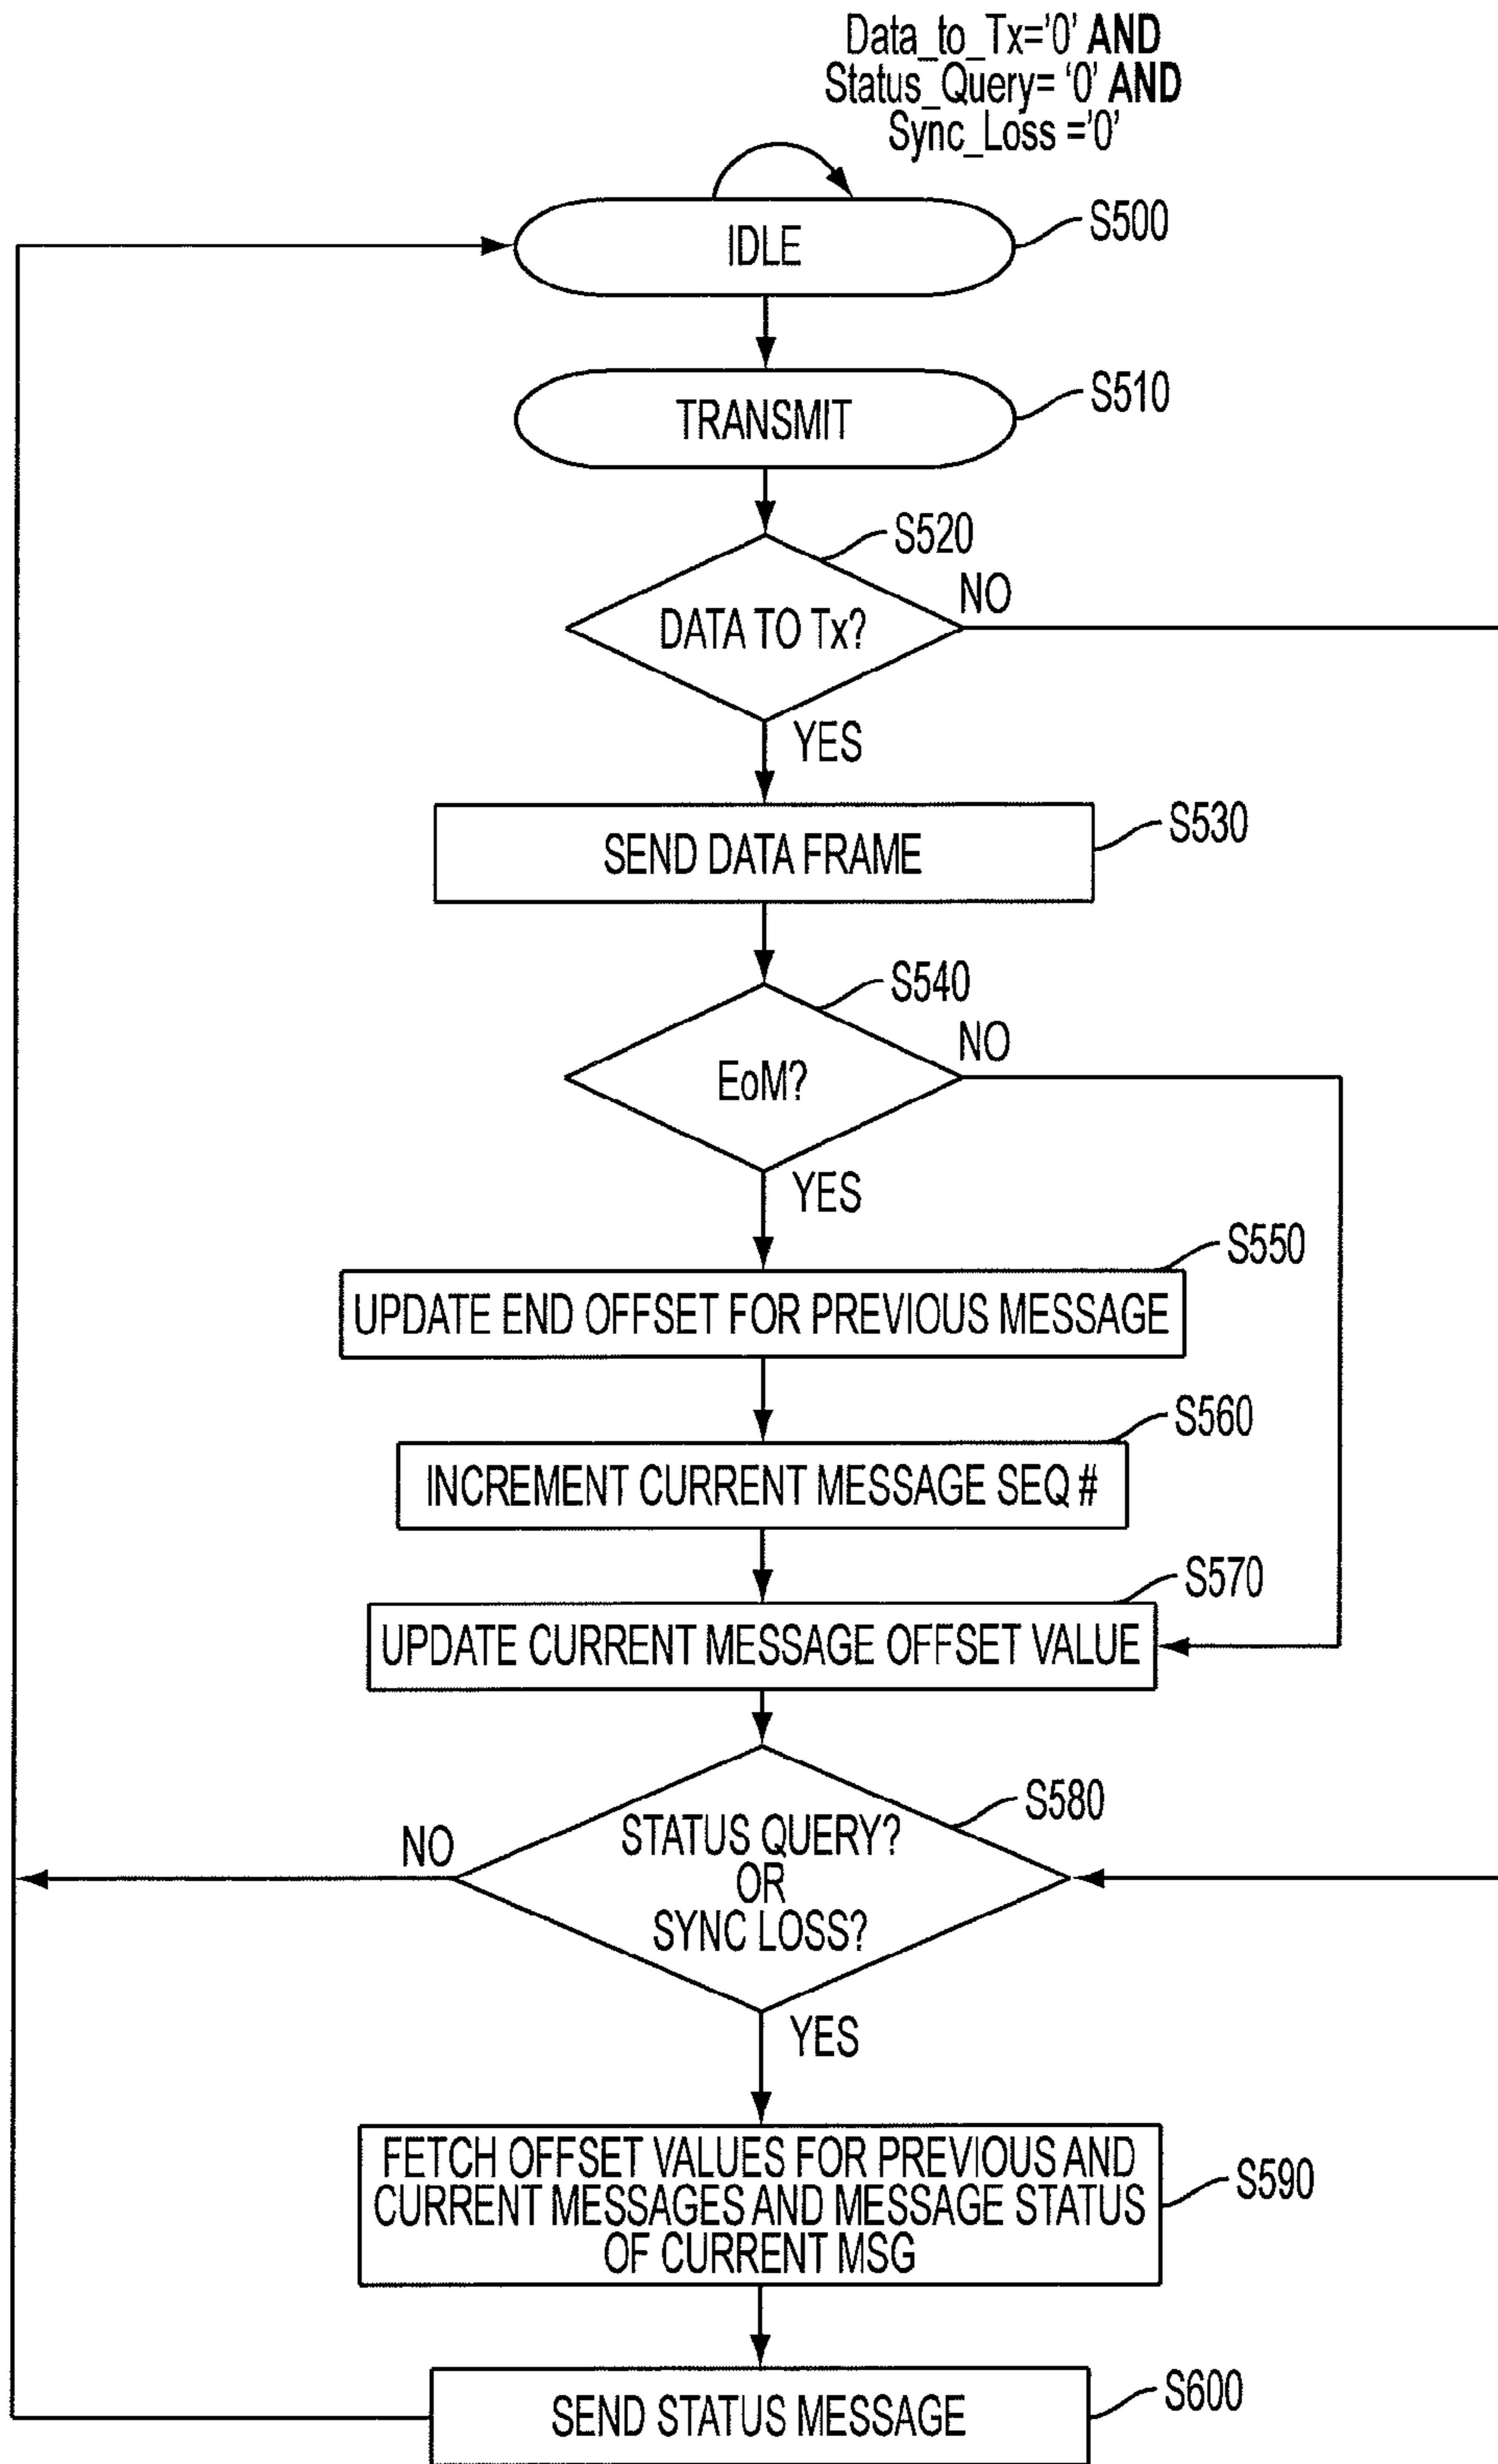 Data_to_Tx='0' AND
Status_Query= '0' AND
Sync_Loss ='0'
IDLE
S500
TRANSMIT
S510
S520
DATA TO Tx?
NO
YES
SEND DATA FRAME
S530
S540
EoM?
NO
YES
S550
UPDATE END OFFSET FOR PREVIOUS MESSAGE
S560
INCREMENT CURRENT MESSAGE SEQ #
S570
UPDATE CURRENT MESSAGE OFFSET VALUE
S580
NO
STATUS QUERY?
OR
SYNC LOSS?
YES
FETCH OFFSET VALUES FOR PREVIOUS AND
CURRENT MESSAGES AND MESSAGE STATUS
OF CURRENT MSG
S590
SEND STATUS MESSAGE
S600